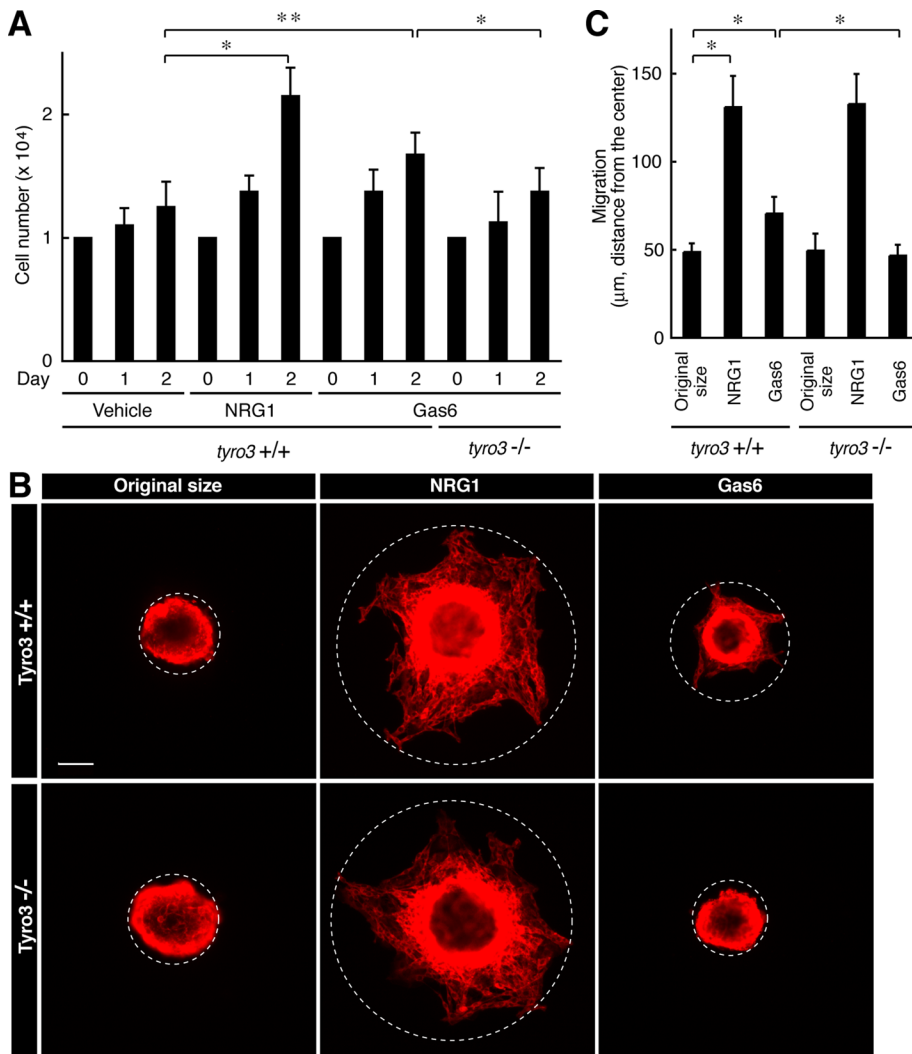 A
**
*
*
Cell number (x 10⁴)
2
1
0
Day 0 1 2 0 1 2 0 1 2 0 1 2
Vehicle NRG1 Gas6
tyro3 +/+ tyro3 -/-
C
*
*
*
Migration
(μm, distance from the center)
150
100
50
0
Original size
NRG1
Gas6
Original size
NRG1
Gas6
tyro3 +/+ tyro3 -/-
B
Original size NRG1 Gas6
Tyro3 +/+
Tyro3 -/-